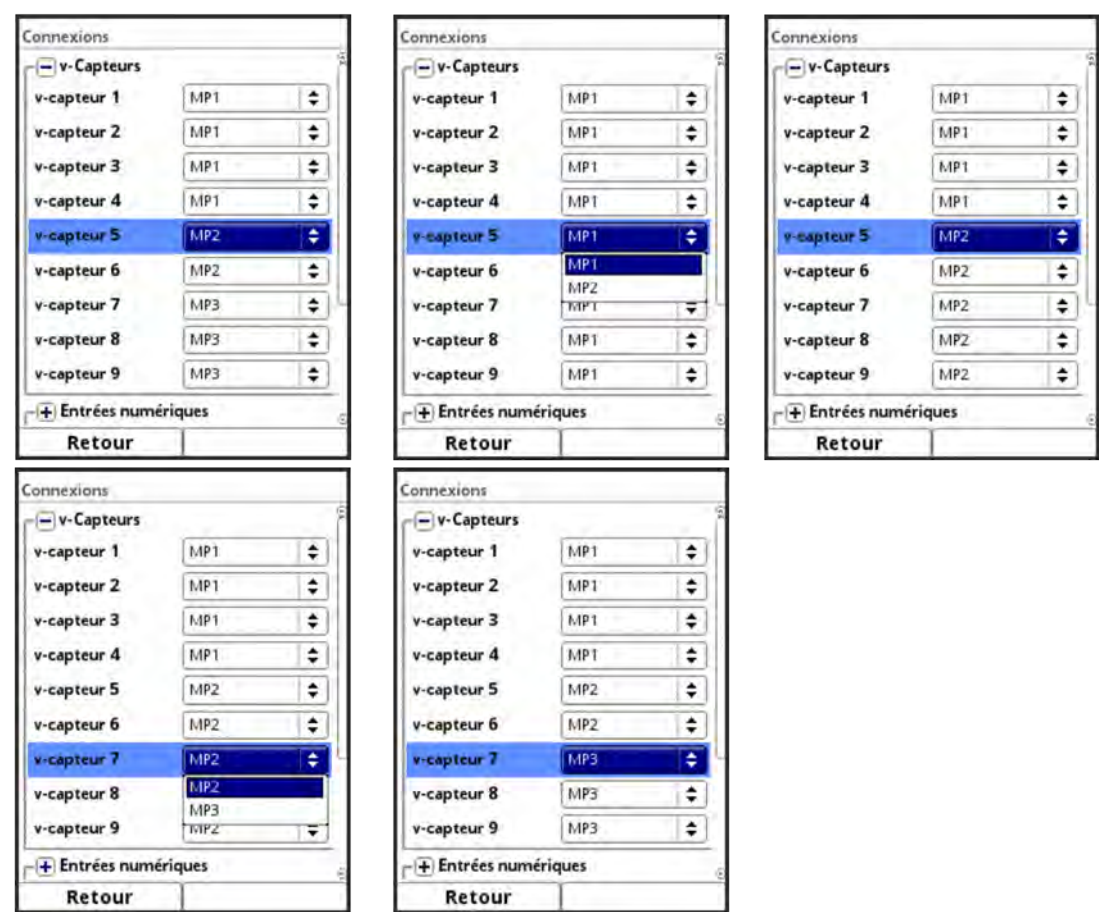 Connexions
v-Capteurs
v-capteur 1 MP1
v-capteur 2 MP1
v-capteur 3 MP1
v-capteur 4 MP1
v-capteur 5 MP2
v-capteur 6 MP2
v-capteur 7 MP3
v-capteur 8 MP3
v-capteur 9 MP3
Entrées numériques
Retour
Connexions
v-Capteurs
v-capteur 1 MP1
v-capteur 2 MP1
v-capteur 3 MP1
v-capteur 4 MP1
v-capteur 5 MP1
MP1
v-capteur 6
MP2
v-capteur 7 MP1
v-capteur 8 MP1
v-capteur 9 MP1
Entrées numériques
Retour
Connexions
v-Capteurs
v-capteur 1 MP1
v-capteur 2 MP1
v-capteur 3 MP1
v-capteur 4 MP1
v-capteur 5 MP2
v-capteur 6 MP2
v-capteur 7 MP2
v-capteur 8 MP2
v-capteur 9 MP2
Entrées numériques
Retour
Connexions
v-Capteurs
v-capteur 1 MP1
v-capteur 2 MP1
v-capteur 3 MP1
v-capteur 4 MP1
v-capteur 5 MP2
v-capteur 6 MP2
v-capteur 7 MP2
MP2
v-capteur 8
MP3
v-capteur 9 MP2
Entrées numériques
Retour
Connexions
v-Capteurs
v-capteur 1 MP1
v-capteur 2 MP1
v-capteur 3 MP1
v-capteur 4 MP1
v-capteur 5 MP2
v-capteur 6 MP2
v-capteur 7 MP3
v-capteur 8 MP3
v-capteur 9 MP3
Entrées numériques
Retour